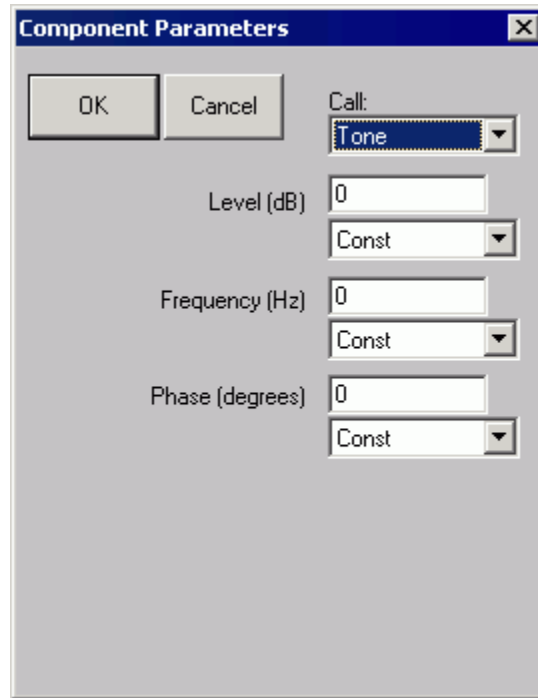 Component Parameters
OK
Cancel
Call:
Tone
Level (dB)
0
Const
Frequency (Hz)
0
Const
Phase (degrees)
0
Const